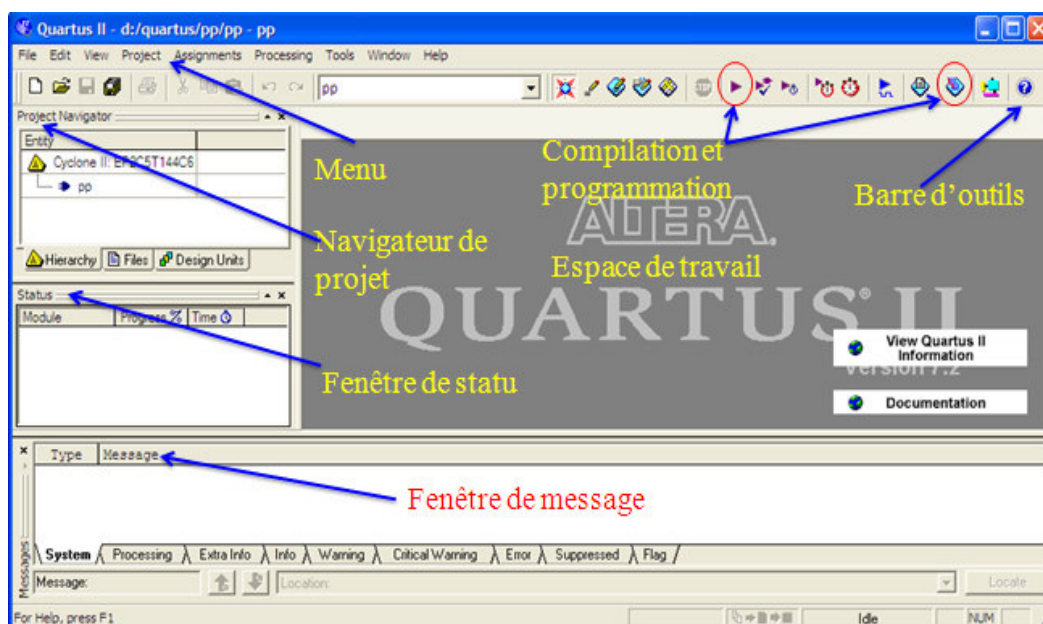 Quartus II - d:/quartus/pp/pp - pp
File Edit View Project Assignments Processing Tools Window Help
pp
Project Navigator
Entity
Cyclone II: EP2C5T144C6
pp
Hierarchy Files Design Units
Menu
Compilation et
programmation
Barre d'outils
Navigateur de
projet
ALTERA.
Espace de travail
QUARTUS® II
View Quartus II
Information
Version 7.2
Documentation
Status
Module Progress % Time
Fenêtre de statu
Type Message
Fenêtre de message
System Processing Extra Info Info Warning Critical Warning Error Suppressed Flag
Messages
Message: Location: Locate
For Help, press F1 Idle NUM